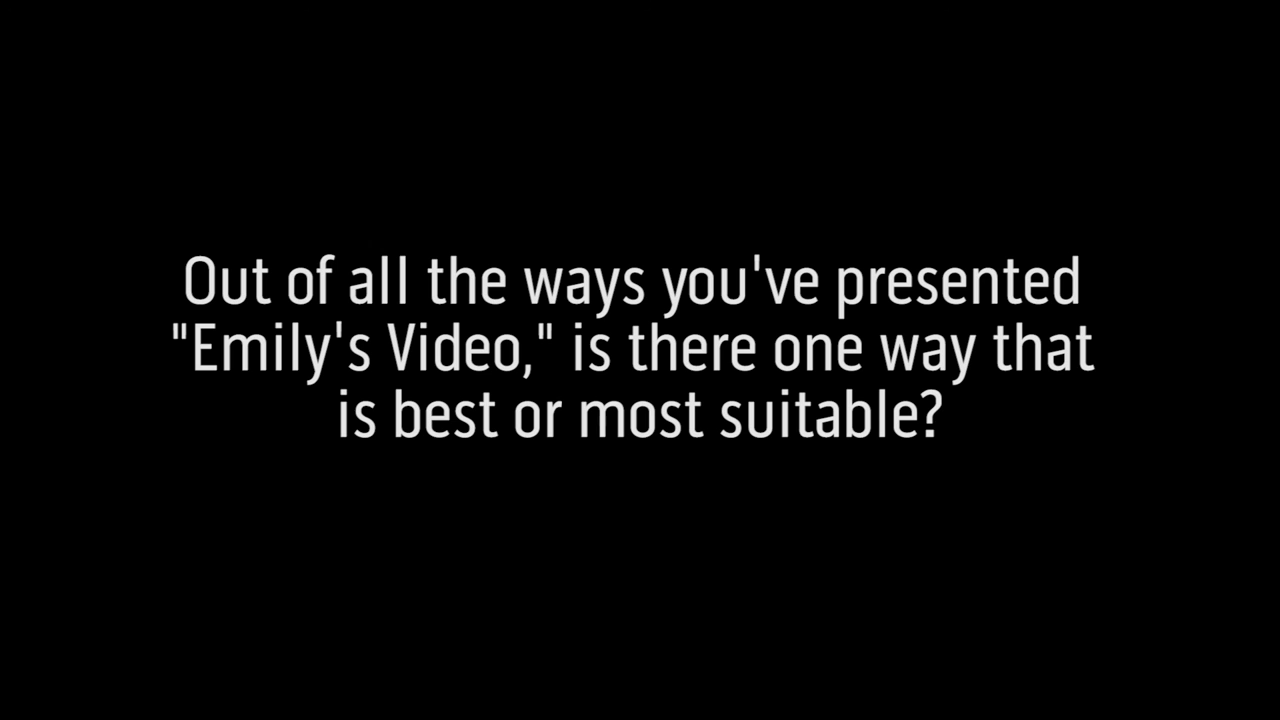 Out of all the ways you've presented
"Emily's Video," is there one way that
is best or most suitable?